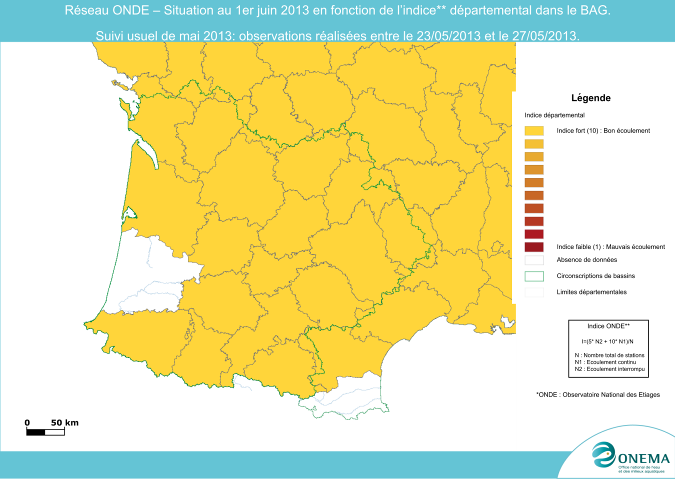 Réseau ONDE – Situation au 1er juin 2013 en fonction de l'indice** départemental dans le BAG.
Suivi usuel de mai 2013: observations réalisées entre le 23/05/2013 et le 27/05/2013.
Légende
Indice départemental
Indice fort (10) : Bon écoulement
Indice faible (1) : Mauvais écoulement
Absence de données
Circonscriptions de bassins
Limites départementales
Indice ONDE**
I=(5* N2 + 10* N1)/N
N : Nombre total de stations
N1 : Ecoulement continu
N2 : Ecoulement interrompu
*ONDE : Observatoire National des Etiages
0 50 km
ONEMA
Office national de l'eau
et des milieux aquatiques